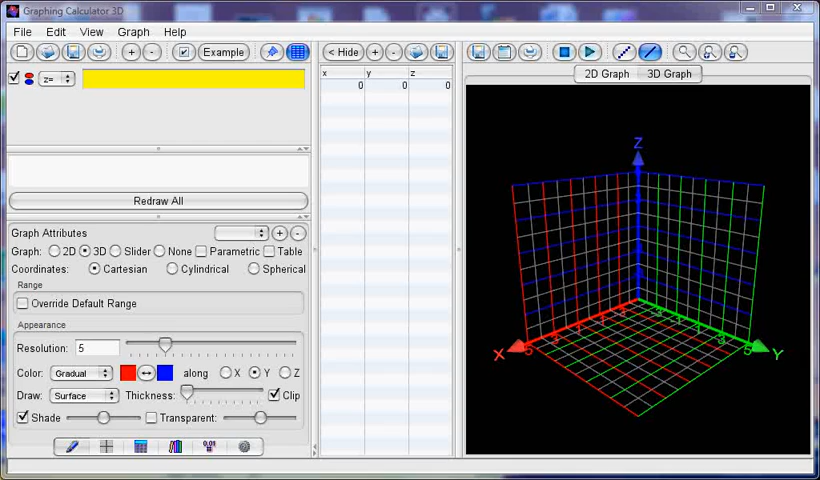 Graphing Calculator 3D
File Edit View Graph Help
Example
< Hide
z=
x y z
0 0 0
2D Graph 3D Graph
Redraw All
Graph Attributes
Graph: 2D 3D Slider None Parametric Table
Coordinates: Cartesian Cylindrical Spherical
Range
Override Default Range
Appearance
Resolution: 5
Color: Gradual along X Y Z
Draw: Surface Thickness: Clip
Shade Transparent:
Z
X 5
5 Y